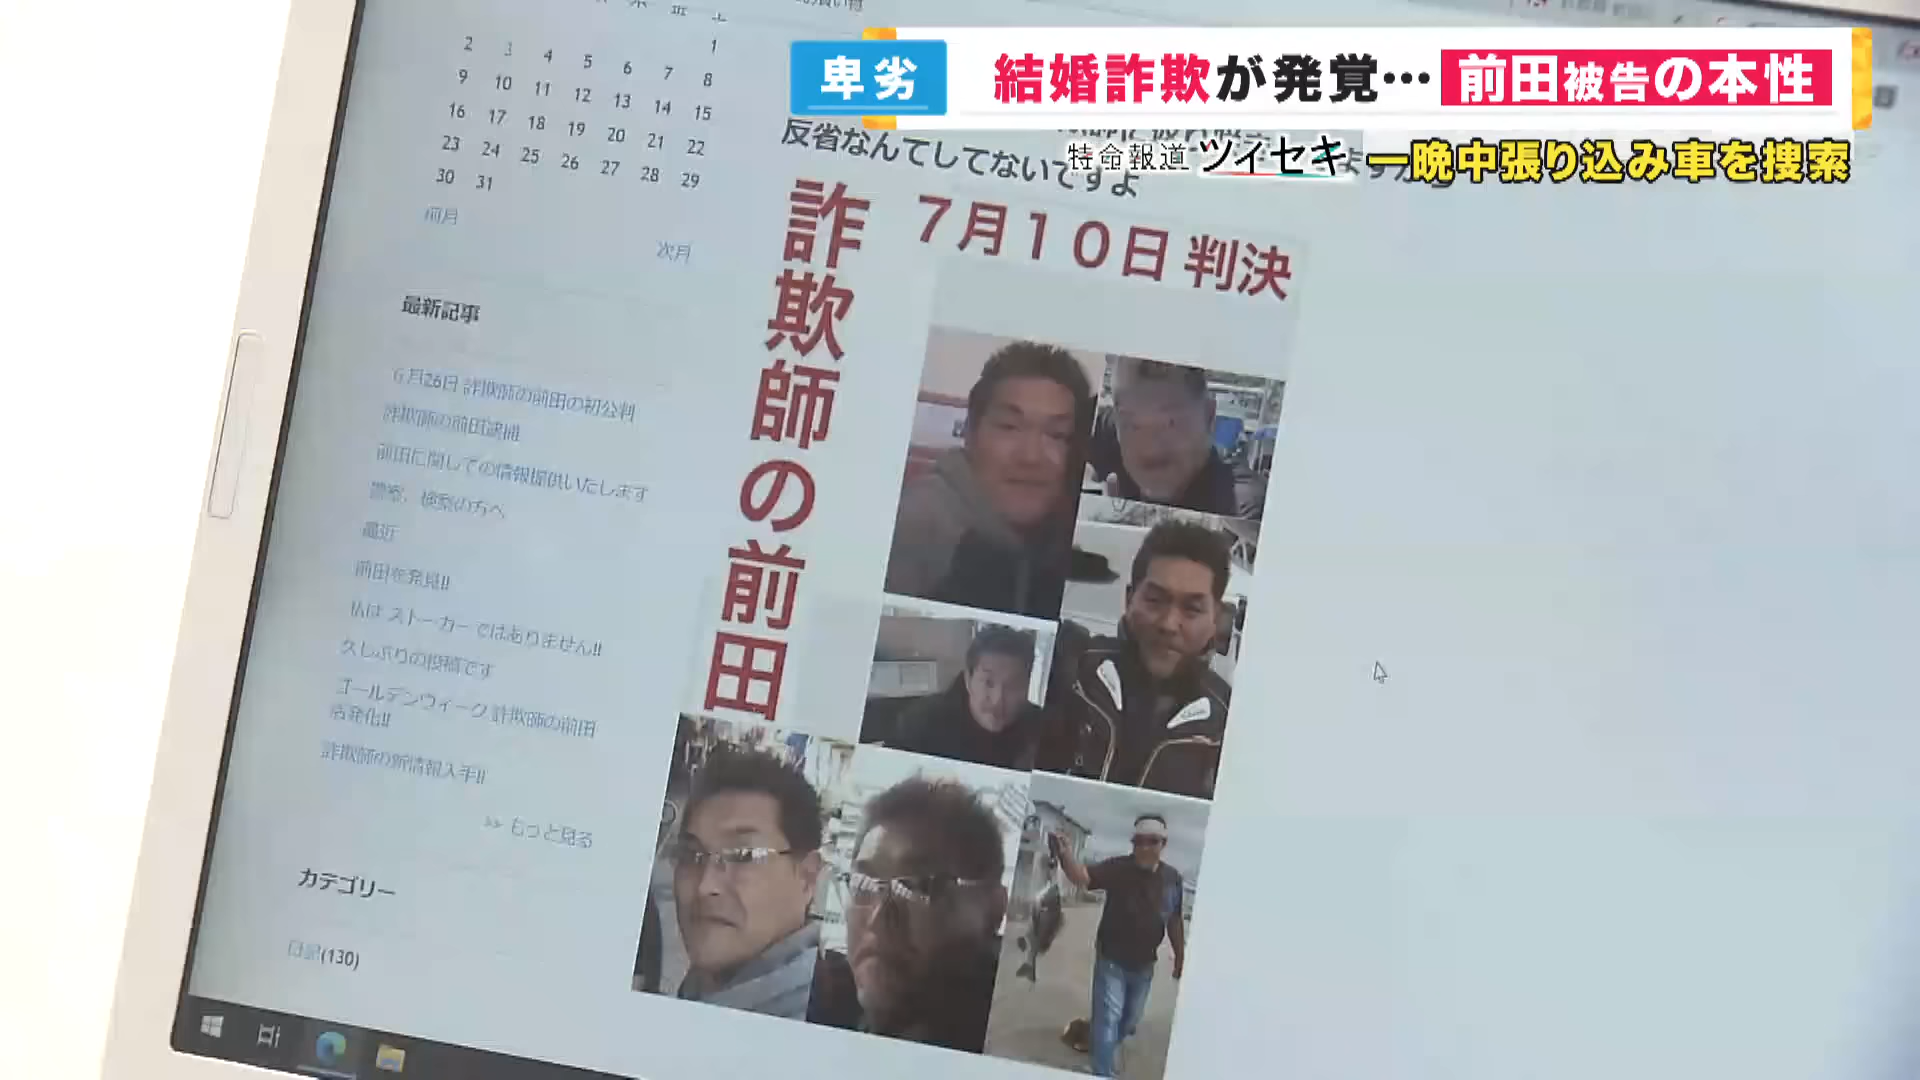 卑劣
結婚詐欺が発覚…前田被告の本性
特命報道 ツイセキ
一晩中張り込み車を捜索
1
2 3 4 5 6 7 8
9 10 11 12 13 14 15
16 17 18 19 20 21 22
23 24 25 26 27 28 29
30 31
前月
次月
最新記事
6月26日 詐欺師の前田の初公判
詐欺師の前田逮捕
前田に関しての情報提供いたします
警察、検察の方へ
最近
前田を発見!!
私は ストーカー ではありません!!
久しぶりの投稿です
ゴールデンウィーク 詐欺師の前田
活発化!!
詐欺師の新情報入手!!
>> もっと見る
カテゴリー
日記(130)
反省なんてしてないですよ
7月10日 判決
詐欺師の前田